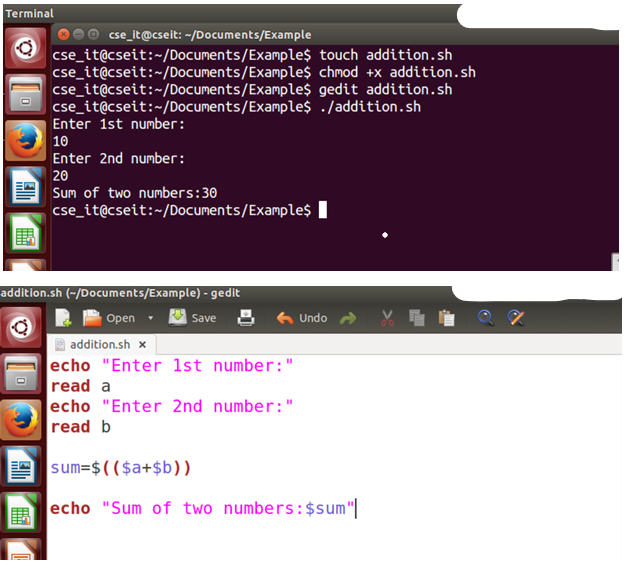 Terminal
cse_it@cseit: ~/Documents/Example
cse_it@cseit:~/Documents/Example$ touch addition.sh
cse_it@cseit:~/Documents/Example$ chmod +x addition.sh
cse_it@cseit:~/Documents/Example$ gedit addition.sh
cse_it@cseit:~/Documents/Example$ ./addition.sh
Enter 1st number:
10
Enter 2nd number:
20
Sum of two numbers:30
cse_it@cseit:~/Documents/Example$
addition.sh (~/Documents/Example) - gedit
Open Save Undo
addition.sh
echo "Enter 1st number:"
read a
echo "Enter 2nd number:"
read b
sum=$(($a+$b))
echo "Sum of two numbers:$sum"